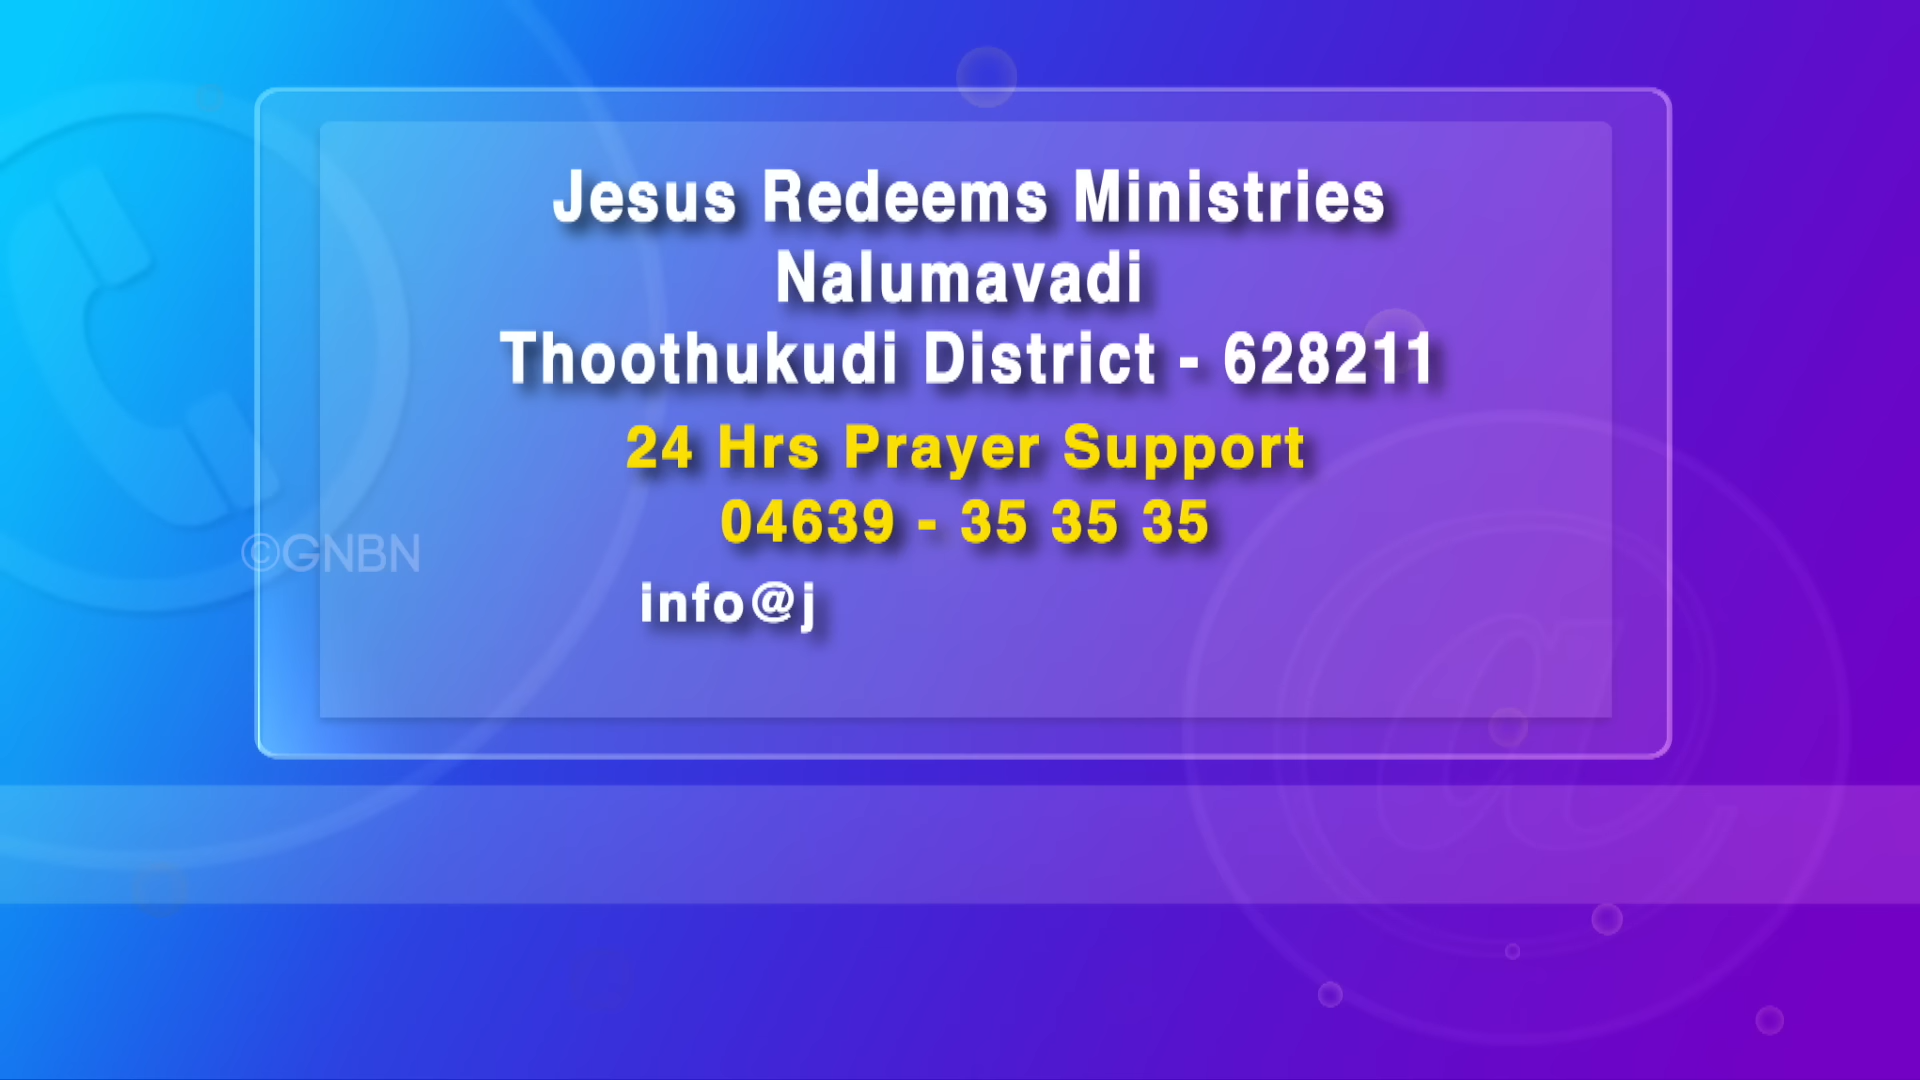 Jesus Redeems Ministries
Nalumavadi
Thoothukudi District - 628211
24 Hrs Prayer Support
04639 - 35 35 35
©GNBN
info@j